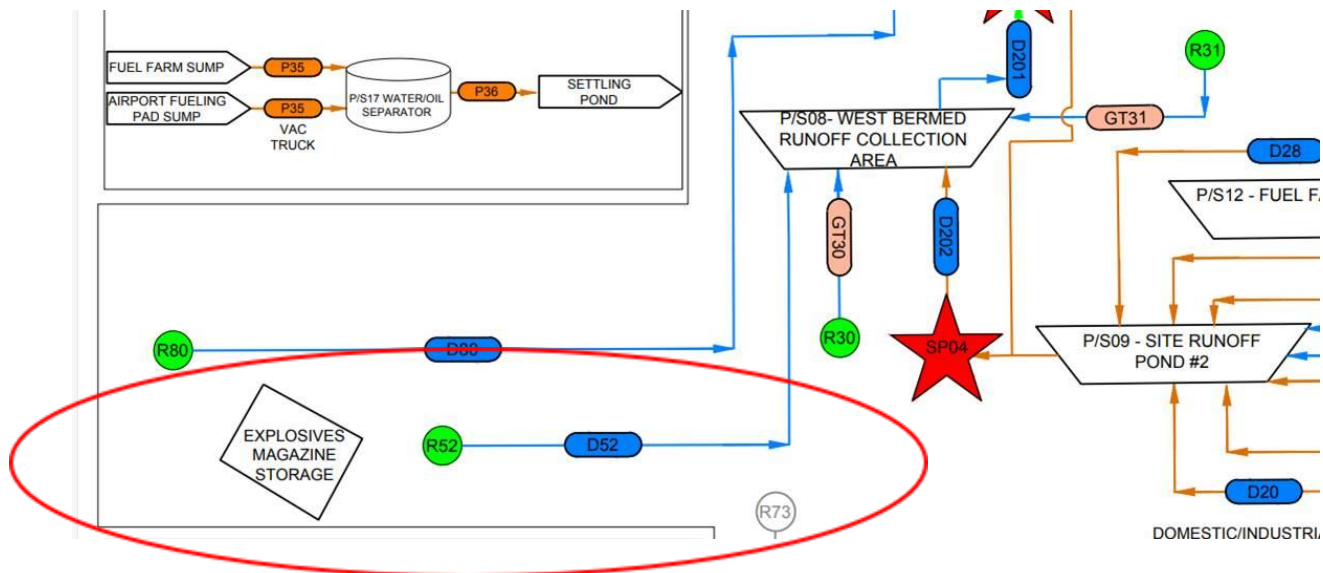 FUEL FARM SUMP
P35
AIRPORT FUELING
PAD SUMP
P35
VAC
TRUCK
P/S17 WATER/OIL
SEPARATOR
P36
SETTLING
POND
D201
R31
P/S08- WEST BERMED
RUNOFF COLLECTION
AREA
GT31
D28
P/S12 - FUEL FA
GT30
D202
R80
D80
R30
SP04
P/S09 - SITE RUNOFF
POND #2
EXPLOSIVES
MAGAZINE
STORAGE
R52
D52
R73
D20
DOMESTIC/INDUSTRIA